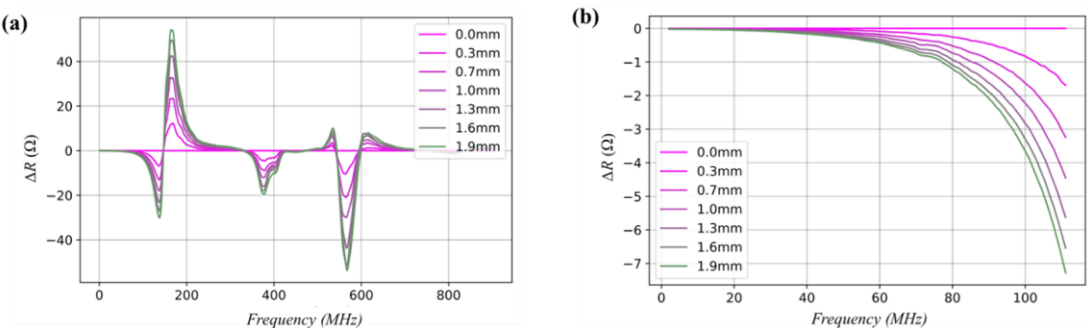 (a)
40
20
0
−20
−40
ΔR (Ω)
0
200
400
600
800
Frequency (MHz)
0.0mm
0.3mm
0.7mm
1.0mm
1.3mm
1.6mm
1.9mm
(b)
0
−1
−2
−3
−4
−5
−6
−7
ΔR (Ω)
0
20
40
60
80
100
Frequency (MHz)
0.0mm
0.3mm
0.7mm
1.0mm
1.3mm
1.6mm
1.9mm